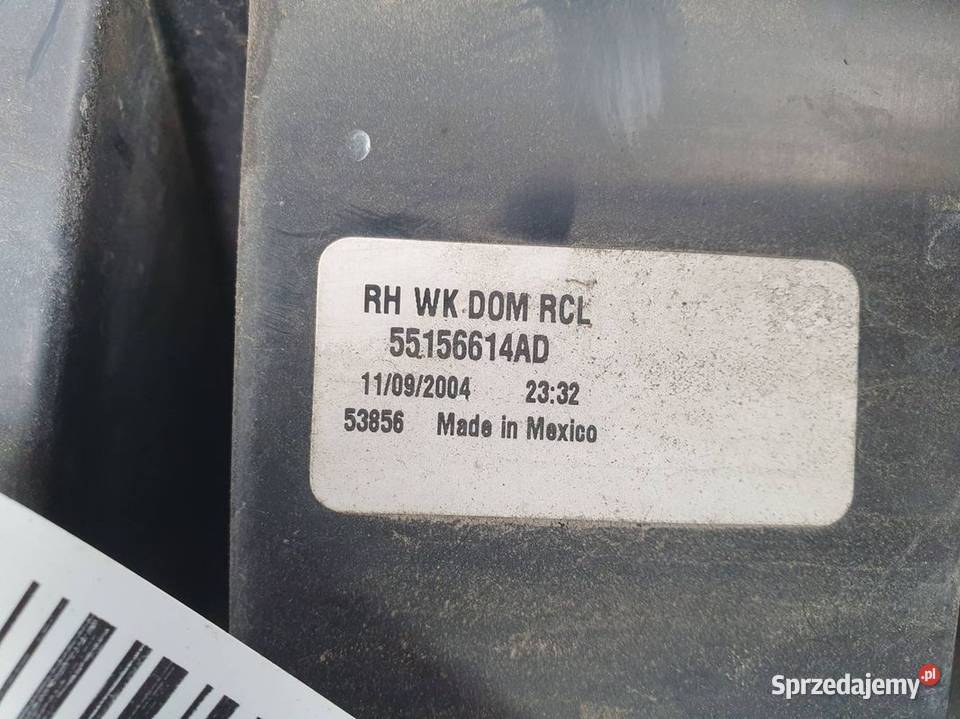 RH WK DOM RCL
55156614AD
11/09/2004 23:32
53856 Made in Mexico
Sprzedajemy.pl